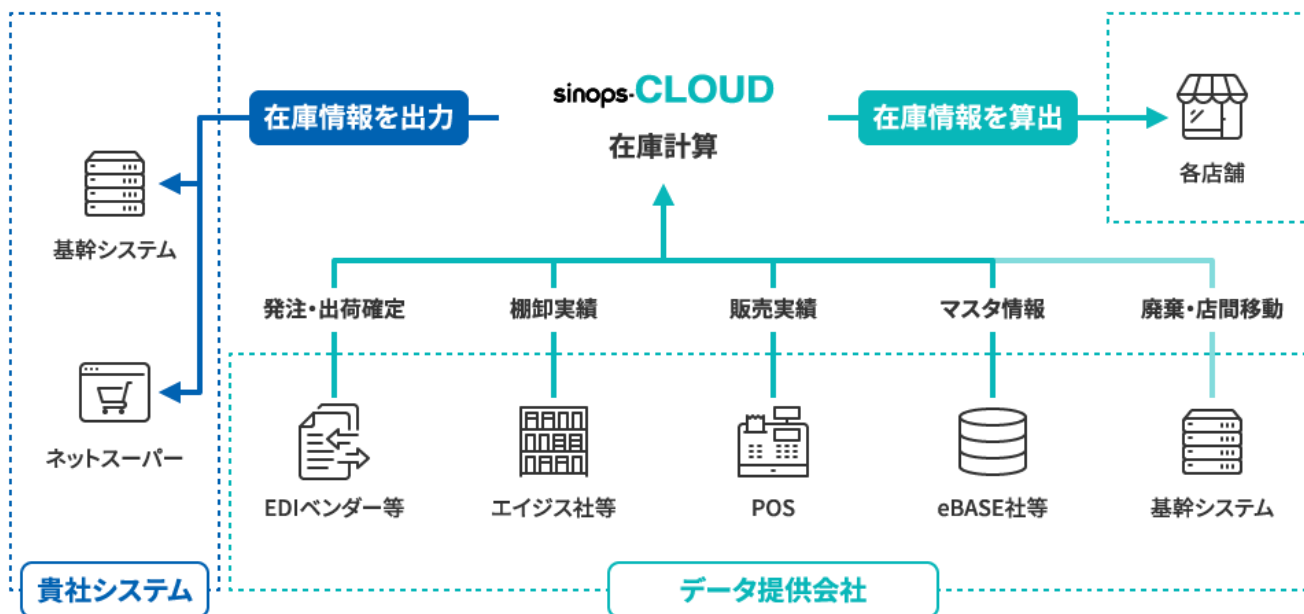 sinops-CLOUD
在庫計算
在庫情報を出力
在庫情報を算出
各店舗
基幹システム
ネットスーパー
発注・出荷確定
棚卸実績
販売実績
マスタ情報
廃棄・店間移動
EDIベンダー等
エイジス社等
POS
eBASE社等
基幹システム
貴社システム
データ提供会社